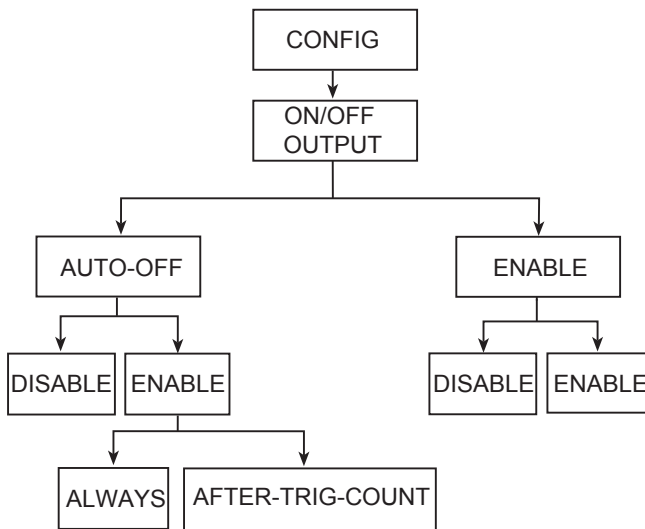 CONFIG
ON/OFF
OUTPUT
AUTO-OFF
ENABLE
DISABLE
ENABLE
DISABLE
ENABLE
ALWAYS
AFTER-TRIG-COUNT